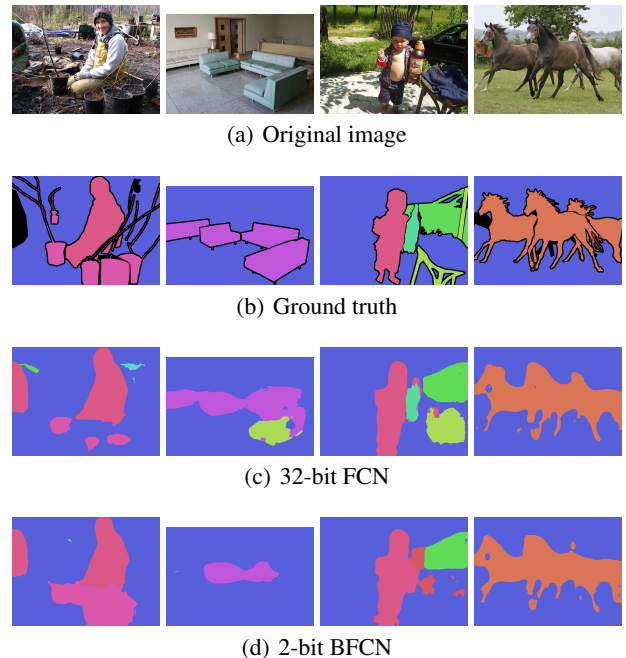 (a) Original image
(b) Ground truth
(c) 32-bit FCN
(d) 2-bit BFCN